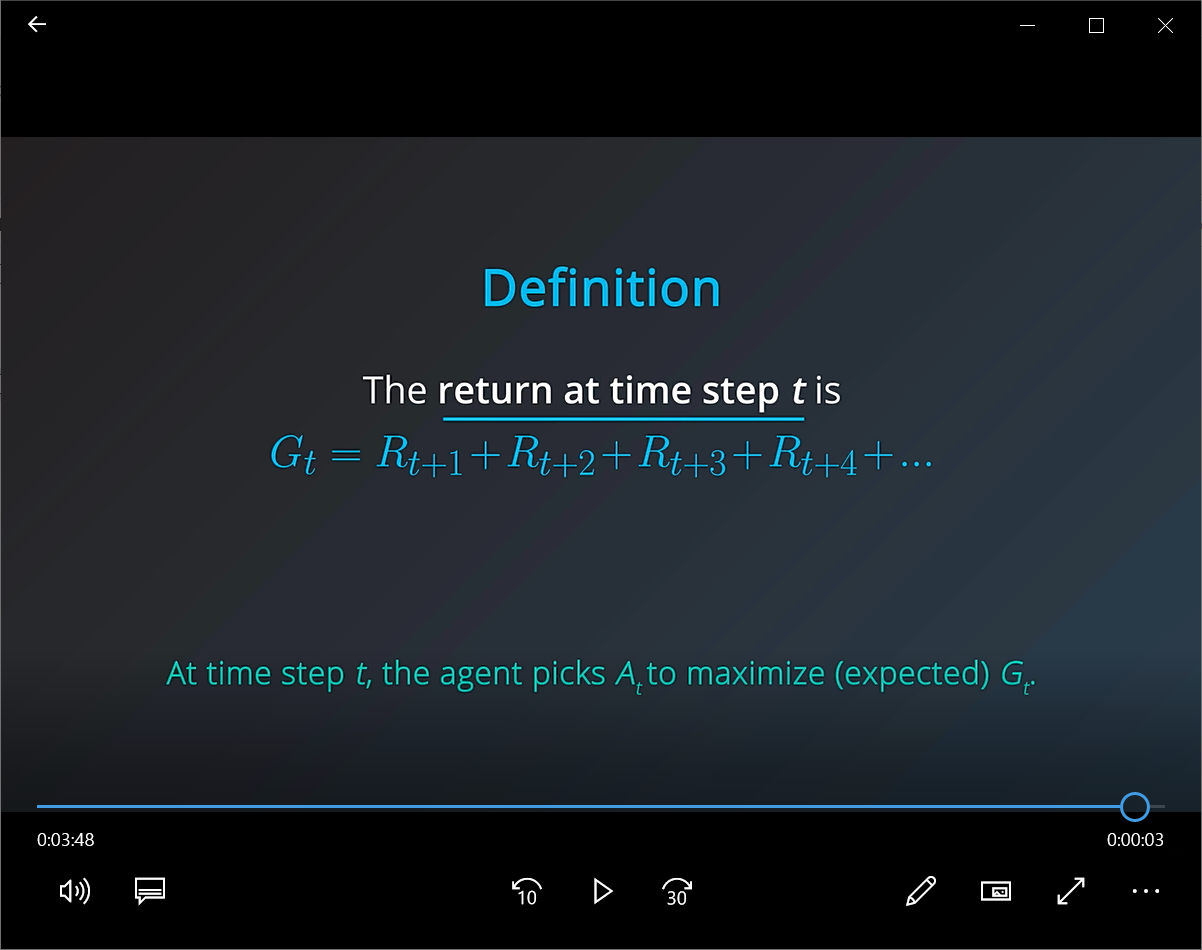 Definition
The return at time step t is
G_t = R_{t+1} + R_{t+2} + R_{t+3} + R_{t+4} + ...
At time step t, the agent picks A_t to maximize (expected) G_t.
0:03:48
0:00:03
10
30